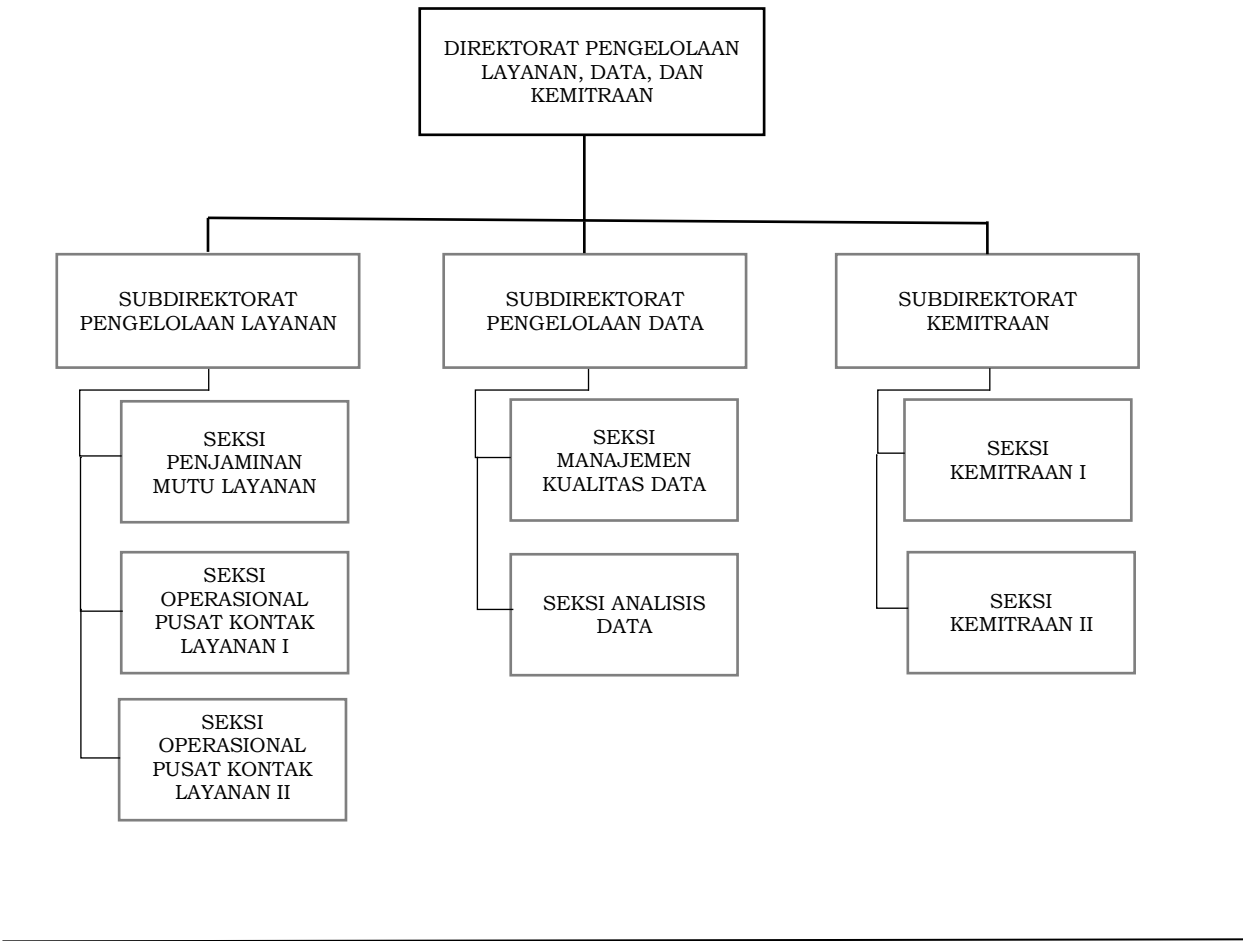 DIREKTORAT PENGELOLAAN
LAYANAN, DATA, DAN
KEMITRAAN
SUBDIREKTORAT
PENGELOLAAN LAYANAN
SUBDIREKTORAT
PENGELOLAAN DATA
SUBDIREKTORAT
KEMITRAAN
SEKSI
PENJAMINAN
MUTU LAYANAN
SEKSI
OPERASIONAL
PUSAT KONTAK
LAYANAN I
SEKSI
OPERASIONAL
PUSAT KONTAK
LAYANAN II
SEKSI
MANAJEMEN
KUALITAS DATA
SEKSI ANALISIS
DATA
SEKSI
KEMITRAAN I
SEKSI
KEMITRAAN II